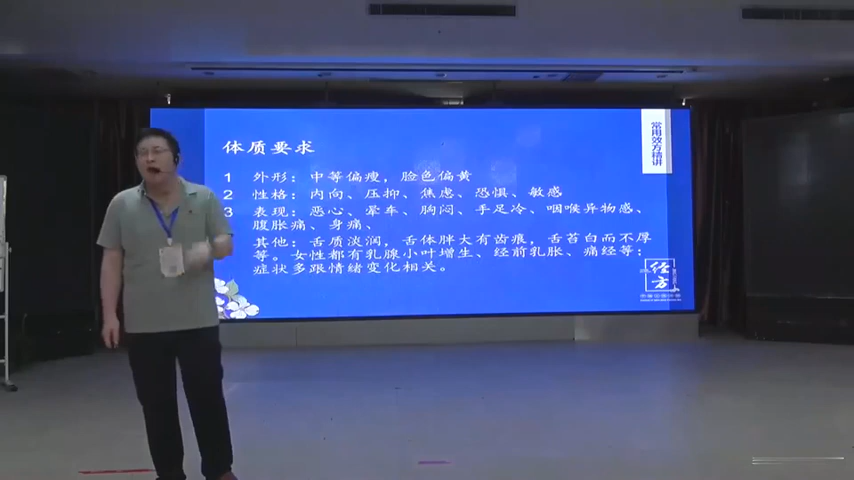 常用效方精讲
体质要求
1 外形：中等偏瘦，脸色偏黄
2 性格：内向、压抑、焦虑、恐惧、敏感
3 表现：恶心、晕车、胸闷、手足冷、咽喉异物感、
腹胀痛、身痛、
其他：舌质淡润，舌体胖大有齿痕，舌苔白而不厚
等。女性都有乳腺小叶增生、经前乳胀、痛经等；
症状多跟情绪变化相关。
经方